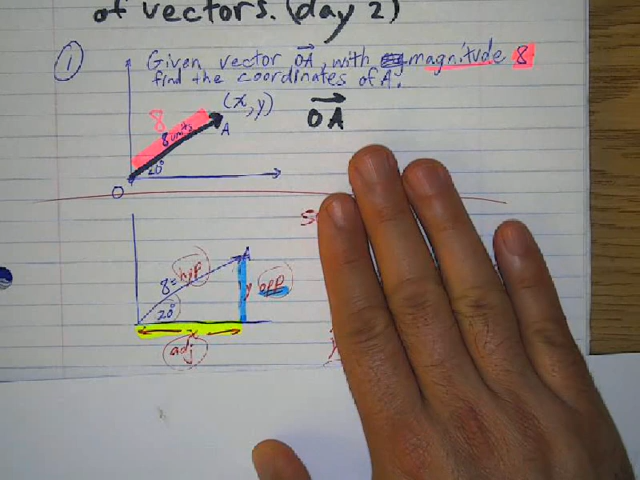 of vectors. (day 2)
① Given vector OA, with magnitude 8
find the coordinates of A.
(x, y)
8
8 units
A
OA
20°
O
A
8=hyp
y opp
20°
x
adj